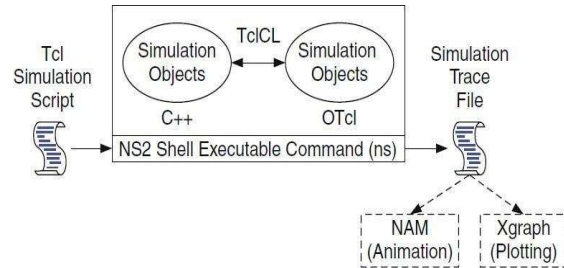 Tcl
Simulation
Script
TclCL
Simulation
Objects
Simulation
Objects
C++
OTcl
NS2 Shell Executable Command (ns)
Simulation
Trace
File
NAM
(Animation)
Xgraph
(Plotting)